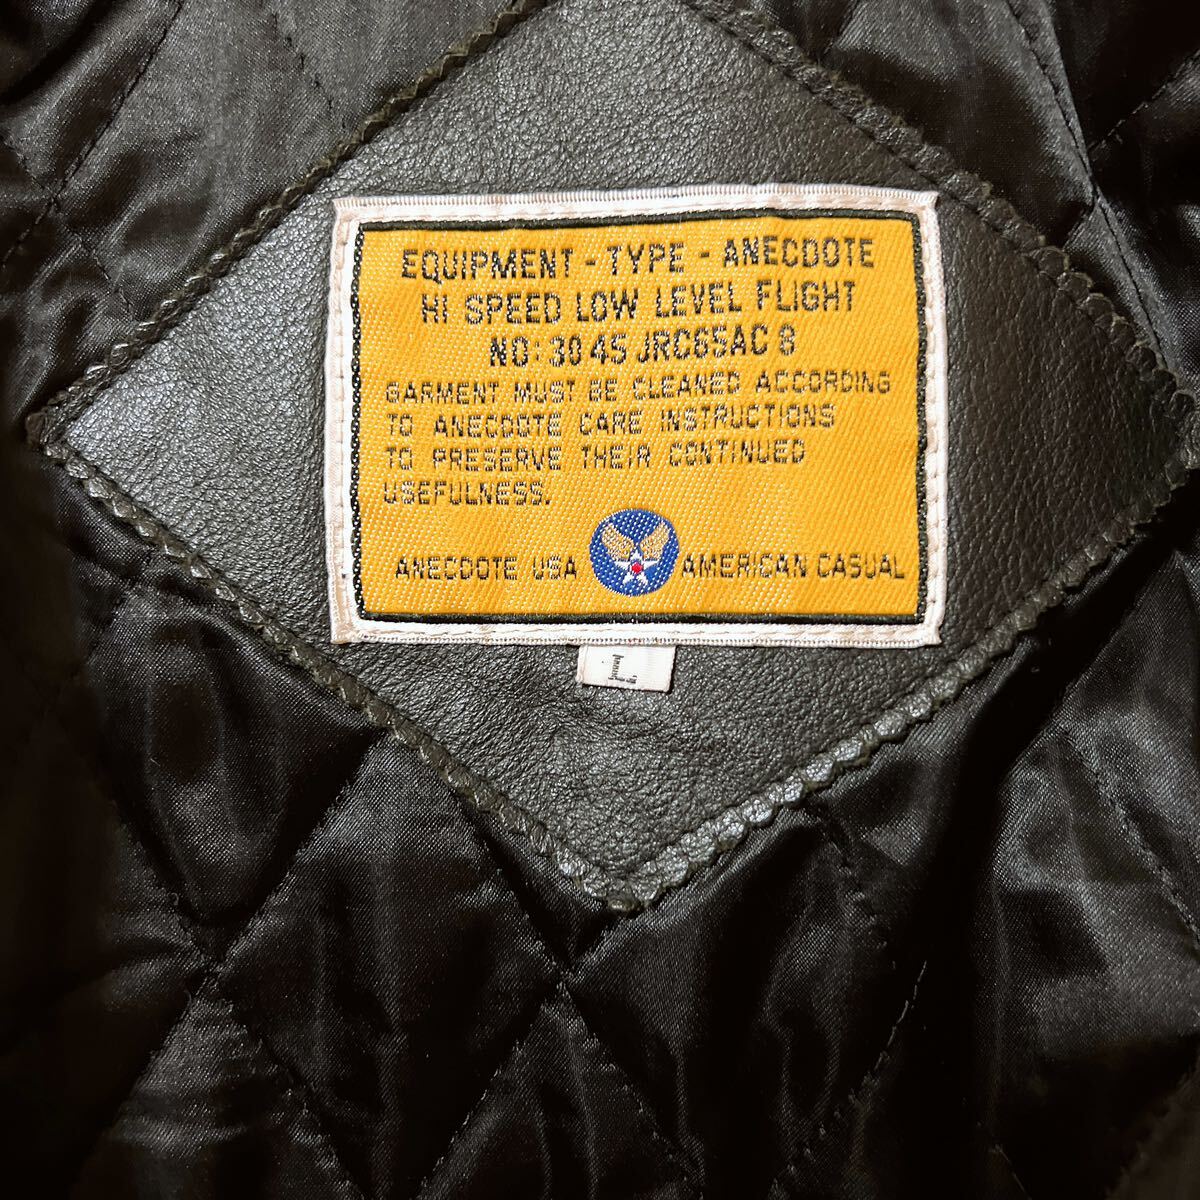 EQUIPMENT - TYPE - ANECDOTE
HI SPEED LOW LEVEL FLIGHT
NO: 30 45 JRC65AC 8
GARMENT MUST BE CLEANED ACCORDING
TO ANECDOTE CARE INSTRUCTIONS
TO PRESERVE THEIR CONTINUED
USEFULNESS.
ANECDOTE USA AMERICAN CASUAL
L